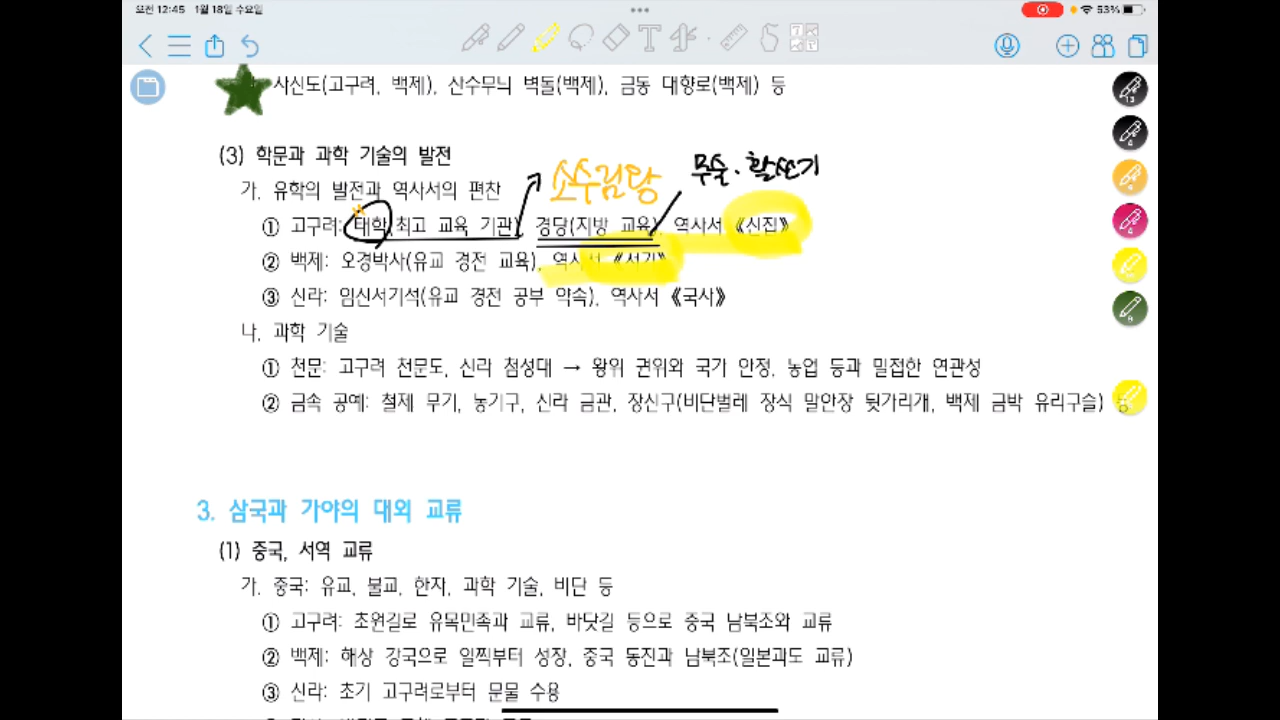 오전 12:45 1월 18일 수요일
53%
사신도(고구려, 백제), 산수무늬 벽돌(백제), 금동 대향로(백제) 등
(3) 학문과 과학 기술의 발전
소수림왕
무술·활쏘기
가. 유학의 발전과 역사서의 편찬
① 고구려: 태학(최고 교육 기관), 경당(지방 교육), 역사서 《신집》
② 백제: 오경박사(유교 경전 교육), 역사서 《서기》
③ 신라: 임신서기석(유교 경전 공부 약속), 역사서 《국사》
나. 과학 기술
① 천문: 고구려 천문도, 신라 첨성대 → 왕위 권위와 국가 안정, 농업 등과 밀접한 연관성
② 금속 공예: 철제 무기, 농기구, 신라 금관, 장신구(비단벌레 장식 말안장 뒷가리개, 백제 금박 유리구슬) 등
3. 삼국과 가야의 대외 교류
(1) 중국, 서역 교류
가. 중국: 유교, 불교, 한자, 과학 기술, 비단 등
① 고구려: 초원길로 유목민족과 교류, 바닷길 등으로 중국 남북조와 교류
② 백제: 해상 강국으로 일찍부터 성장, 중국 동진과 남북조(일본과도 교류)
③ 신라: 초기 고구려로부터 문물 수용